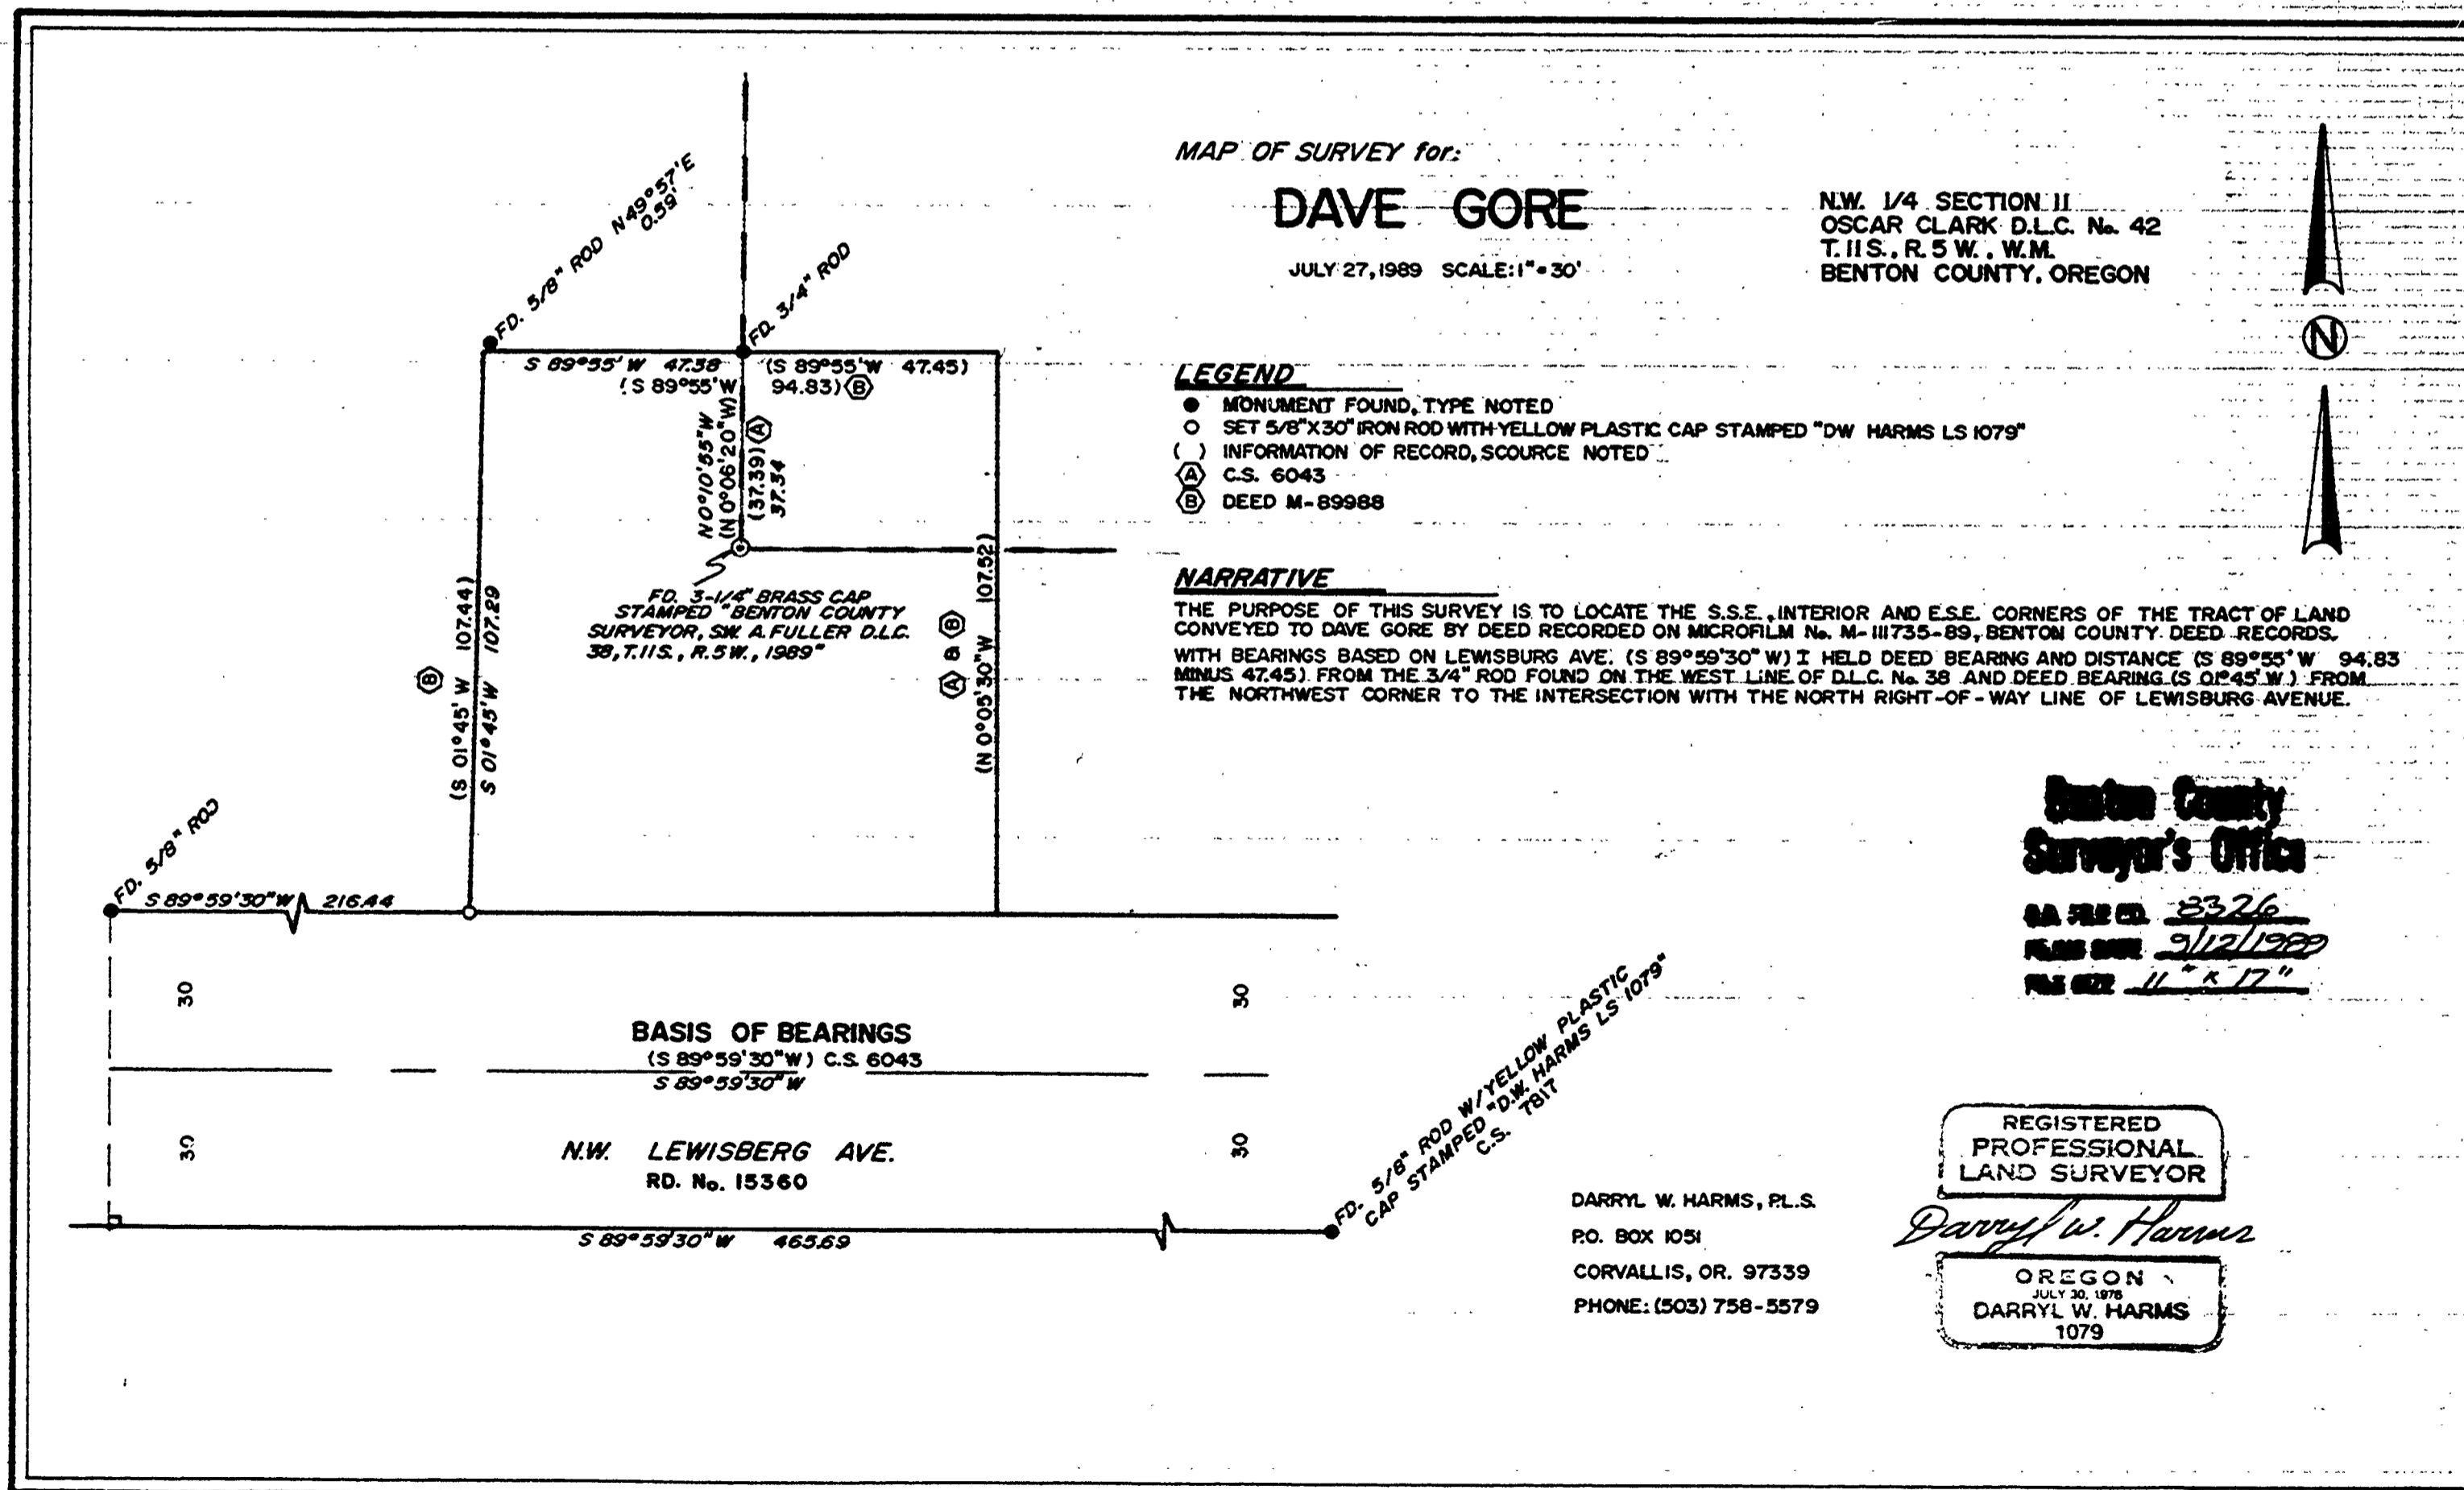 MAP OF SURVEY for:
DAVE GORE
JULY 27, 1989 SCALE: 1" = 30'
N.W. 1/4 SECTION 11
OSCAR CLARK D.L.C. No. 42
T. 11 S., R. 5 W., W.M.
BENTON COUNTY, OREGON
N
FD. 5/8" ROD N 49°57'E
0.59'
FD. 3/4" ROD
S 89°55' W 47.38 (S 89°55'W 47.45)
(S 89°55'W 94.83) B
N 0°10'55"W
(N 0°06'20"W)
(37.39) A
37.34
FD. 3-1/4" BRASS CAP
STAMPED "BENTON COUNTY
SURVEYOR, SW. A. FULLER D.L.C.
38, T. 11 S., R. 5 W., 1989"
B (S 01°45' W 107.44)
S 01°45'W 107.29
A & B
(N 0°05'30"W 107.52)
LEGEND
MONUMENT FOUND, TYPE NOTED
SET 5/8"X30" IRON ROD WITH YELLOW PLASTIC CAP STAMPED "DW HARMS LS 1079"
( ) INFORMATION OF RECORD, SCOURCE NOTED
A C.S. 6043
B DEED M-89988
NARRATIVE
THE PURPOSE OF THIS SURVEY IS TO LOCATE THE S.S.E., INTERIOR AND E.S.E. CORNERS OF THE TRACT OF LAND
CONVEYED TO DAVE GORE BY DEED RECORDED ON MICROFILM No. M-111735-89, BENTON COUNTY DEED RECORDS.
WITH BEARINGS BASED ON LEWISBURG AVE. (S 89°59'30" W) I HELD DEED BEARING AND DISTANCE (S 89°55' W 94.83
MINUS 47.45) FROM THE 3/4" ROD FOUND ON THE WEST LINE OF D.L.C. No. 38 AND DEED BEARING (S 01°45' W ) FROM
THE NORTHWEST CORNER TO THE INTERSECTION WITH THE NORTH RIGHT-OF-WAY LINE OF LEWISBURG AVENUE.
Benton County
Surveyor's Office
8326
9/12/1989
11" x 17"
FD. 5/8" ROD
S 89°59'30"W 216.44
30
30
BASIS OF BEARINGS
(S 89°59'30"W) C.S. 6043
S 89°59'30" W
30
30
N.W. LEWISBERG AVE.
RD. No. 15360
S 89°59'30"W 465.69
FD. 5/8" ROD W/YELLOW PLASTIC
CAP STAMPED "D.W. HARMS LS 1079"
C.S. 7817
DARRYL W. HARMS, P.L.S.
P.O. BOX 1051
CORVALLIS, OR. 97339
PHONE: (503) 758-5579
REGISTERED
PROFESSIONAL
LAND SURVEYOR
Darryl W. Harms
OREGON
JULY 30, 1976
DARRYL W. HARMS
1079